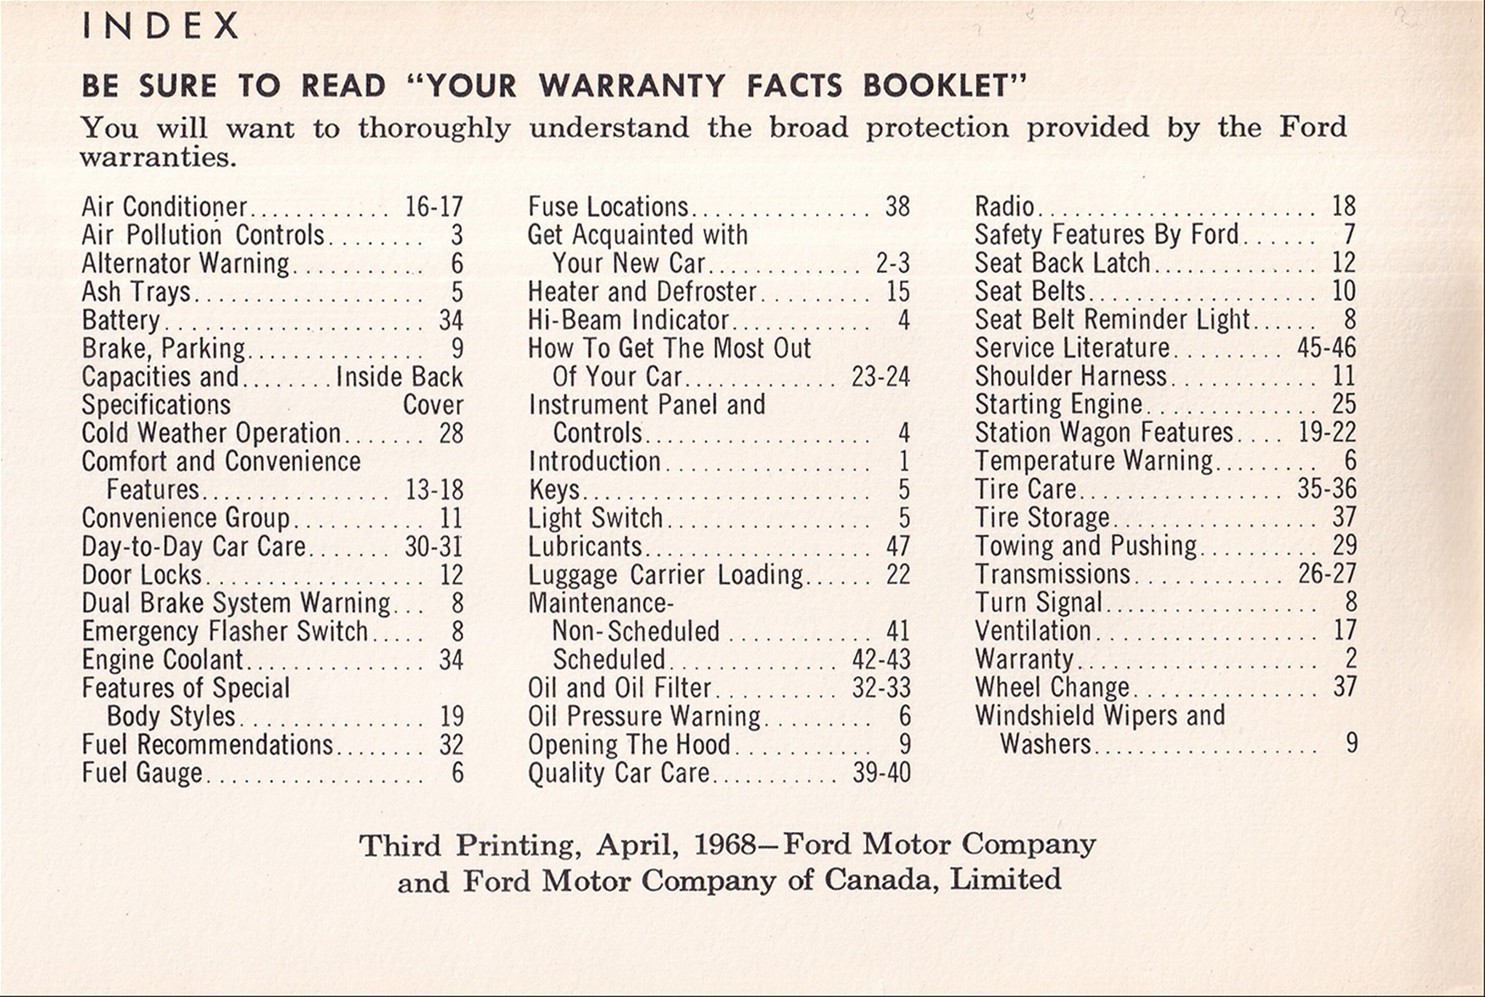 INDEX
BE SURE TO READ “YOUR WARRANTY FACTS BOOKLET”
You will want to thoroughly understand the broad protection provided by the Ford
warranties.
Air Conditioner............ 16-17
Air Pollution Controls........ 3
Alternator Warning........... 6
Ash Trays................... 5
Battery...................... 34
Brake, Parking............... 9
Capacities and........Inside Back
Specifications Cover
Cold Weather Operation....... 28
Comfort and Convenience
Features................ 13-18
Convenience Group........... 11
Day-to-Day Car Care....... 30-31
Door Locks................... 12
Dual Brake System Warning... 8
Emergency Flasher Switch..... 8
Engine Coolant............... 34
Features of Special
Body Styles................ 19
Fuel Recommendations........ 32
Fuel Gauge................... 6
Fuse Locations............... 38
Get Acquainted with
Your New Car............. 2-3
Heater and Defroster......... 15
Hi-Beam Indicator............ 4
How To Get The Most Out
Of Your Car............. 23-24
Instrument Panel and
Controls................... 4
Introduction.................. 1
Keys......................... 5
Light Switch.................. 5
Lubricants.................... 47
Luggage Carrier Loading...... 22
Maintenance-
Non-Scheduled ............ 41
Scheduled.............. 42-43
Oil and Oil Filter.......... 32-33
Oil Pressure Warning......... 6
Opening The Hood............ 9
Quality Car Care........... 39-40
Radio........................ 18
Safety Features By Ford...... 7
Seat Back Latch.............. 12
Seat Belts.................... 10
Seat Belt Reminder Light...... 8
Service Literature......... 45-46
Shoulder Harness............. 11
Starting Engine............... 25
Station Wagon Features.... 19-22
Temperature Warning......... 6
Tire Care.................. 35-36
Tire Storage.................. 37
Towing and Pushing.......... 29
Transmissions............. 26-27
Turn Signal................... 8
Ventilation.................... 17
Warranty..................... 2
Wheel Change................ 37
Windshield Wipers and
Washers.................... 9
Third Printing, April, 1968—Ford Motor Company
and Ford Motor Company of Canada, Limited